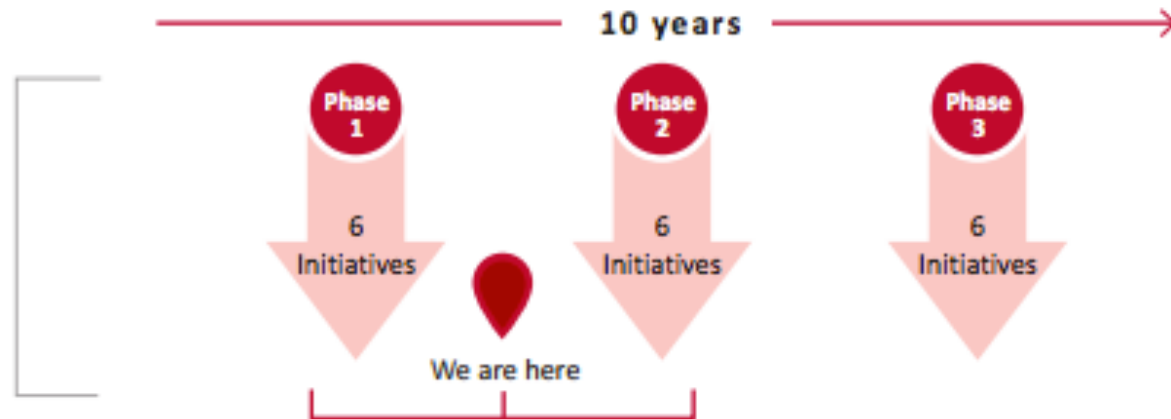 10 years
Phase
1
Phase
2
Phase
3
6
Initiatives
6
Initiatives
6
Initiatives
We are here